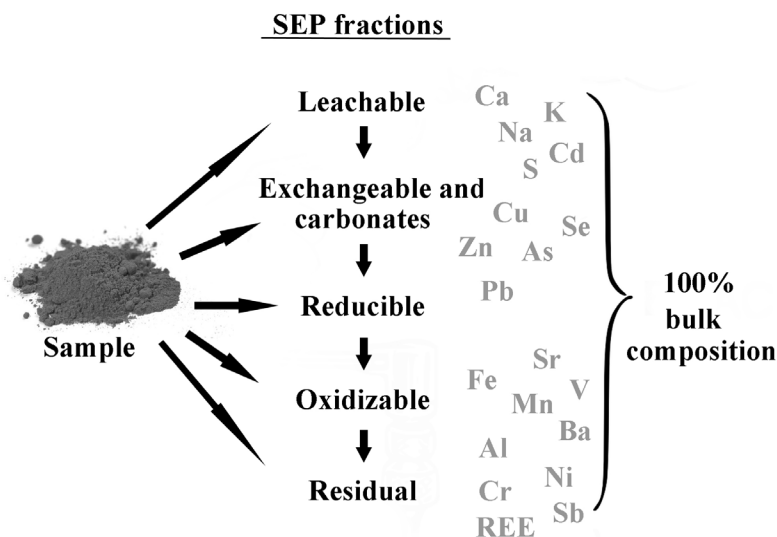 SEP fractions
Leachable
Exchangeable and
carbonates
Reducible
Oxidizable
Residual
Sample
Ca
K
Na
Cd
S
Cu
Se
Zn
As
Pb
Sr
Fe
V
Mn
Ba
Al
Ni
Cr
Sb
REE
100%
bulk
composition